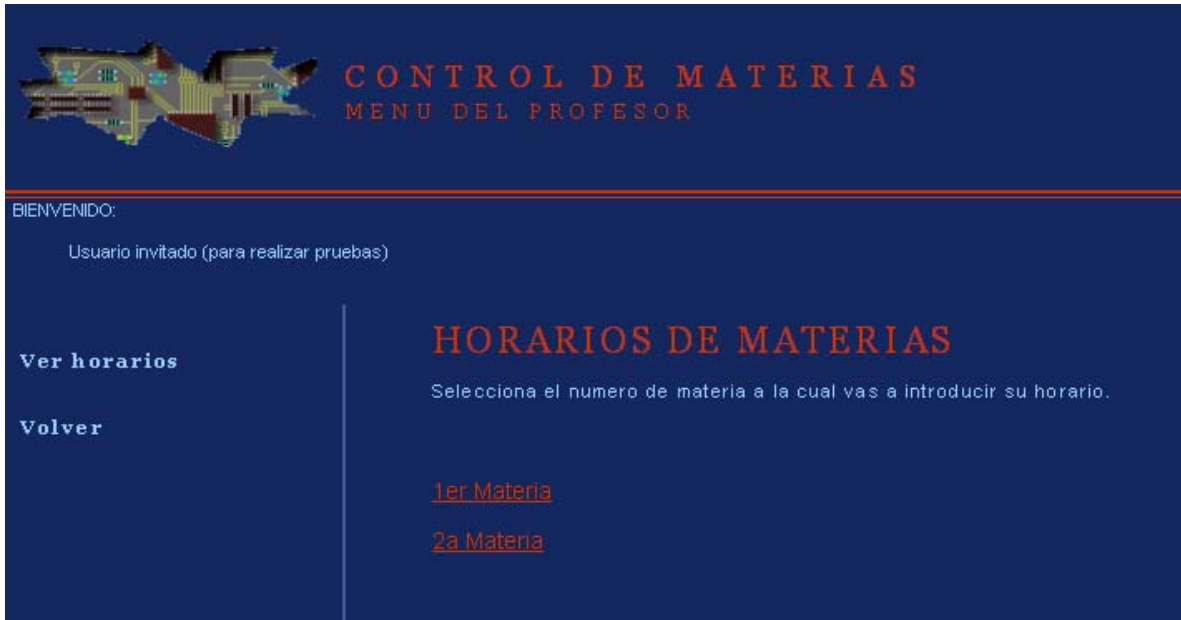 CONTROL DE MATERIAS
MENU DEL PROFESOR
BIENVENIDO:
Usuario invitado (para realizar pruebas)
Ver horarios
Volver
HORARIOS DE MATERIAS
Selecciona el numero de materia a la cual vas a introducir su horario.
1er Materia
2a Materia